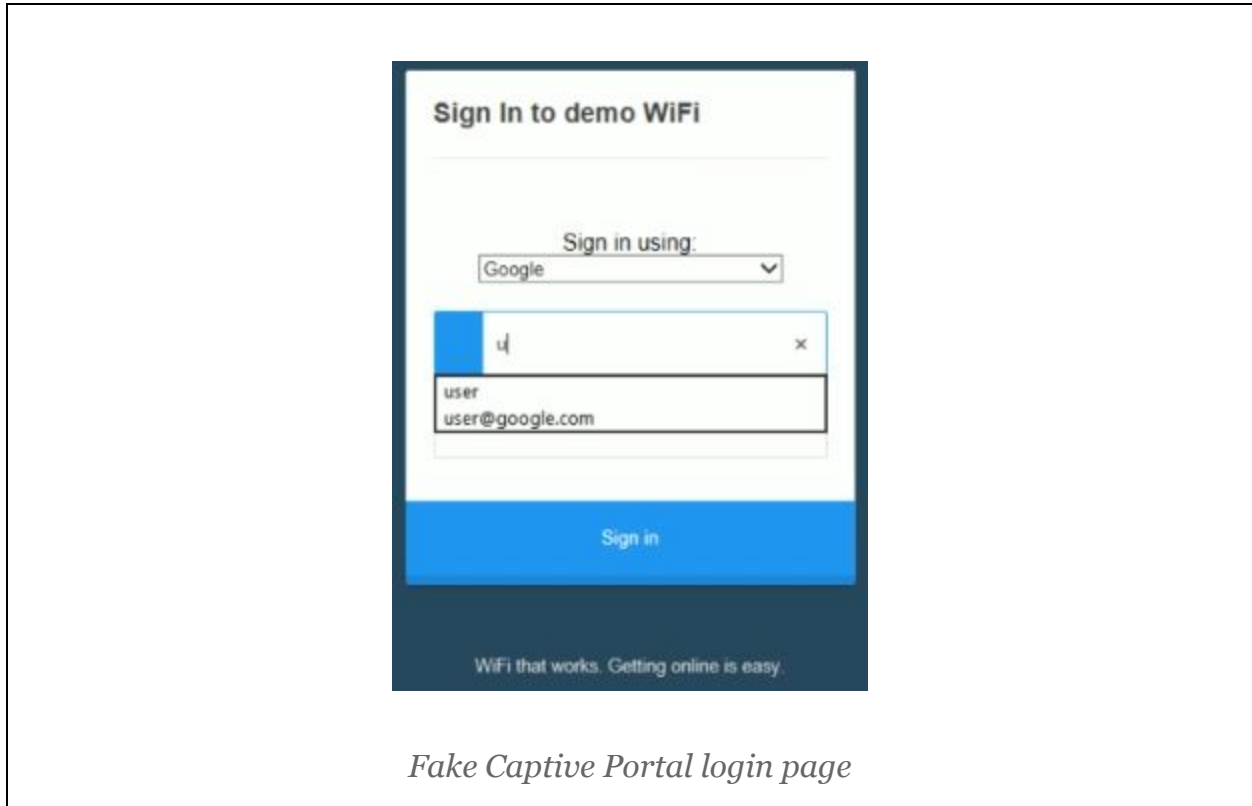 Sign In to demo WiFi
Sign in using:
Google
u
×
user
user@google.com
Sign in
WiFi that works. Getting online is easy.
Fake Captive Portal login page